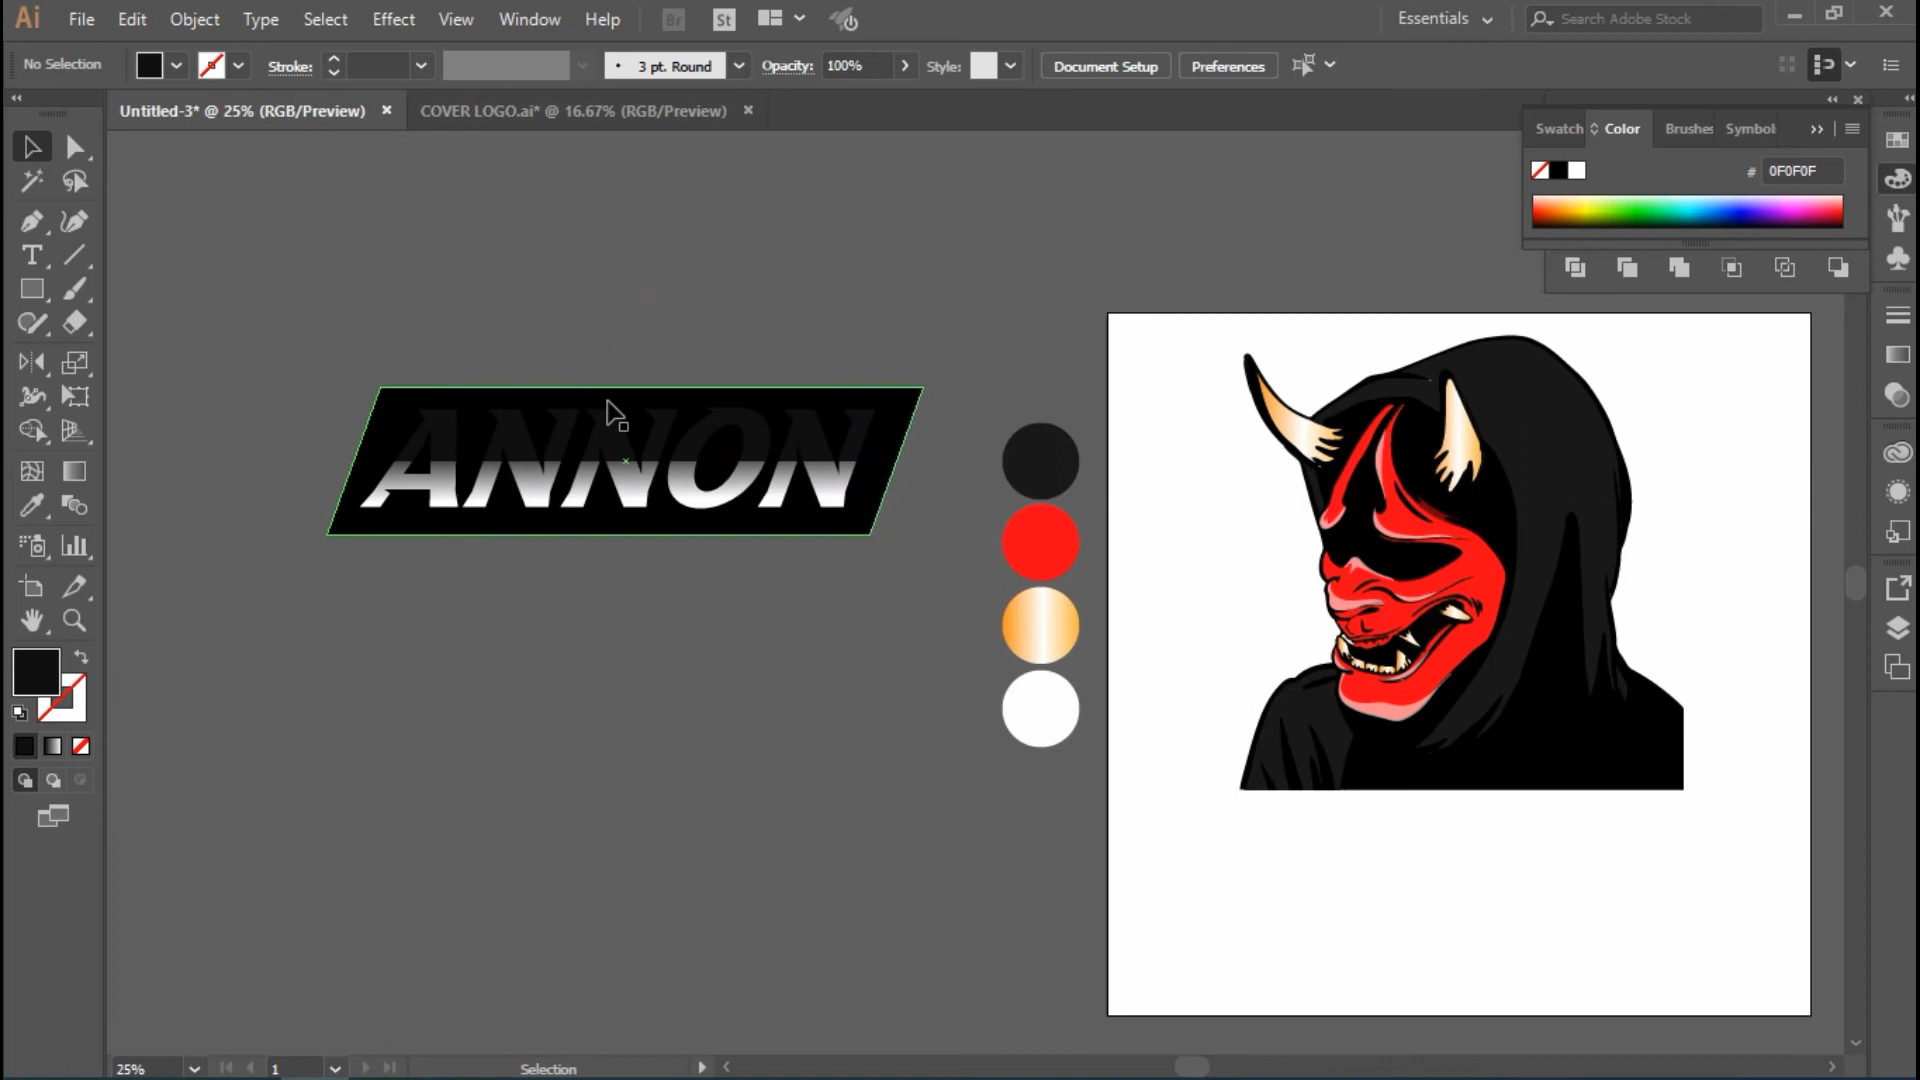 Ai File Edit Object Type Select Effect View Window Help Br St Essentials Search Adobe Stock
No Selection Stroke: 3 pt. Round Opacity: 100% Style: Document Setup Preferences
Untitled-3* @ 25% (RGB/Preview) COVER LOGO.ai* @ 16.67% (RGB/Preview)
Swatch Color Brushes Symbol
# 0F0F0F
ANNON
25% 1 Selection